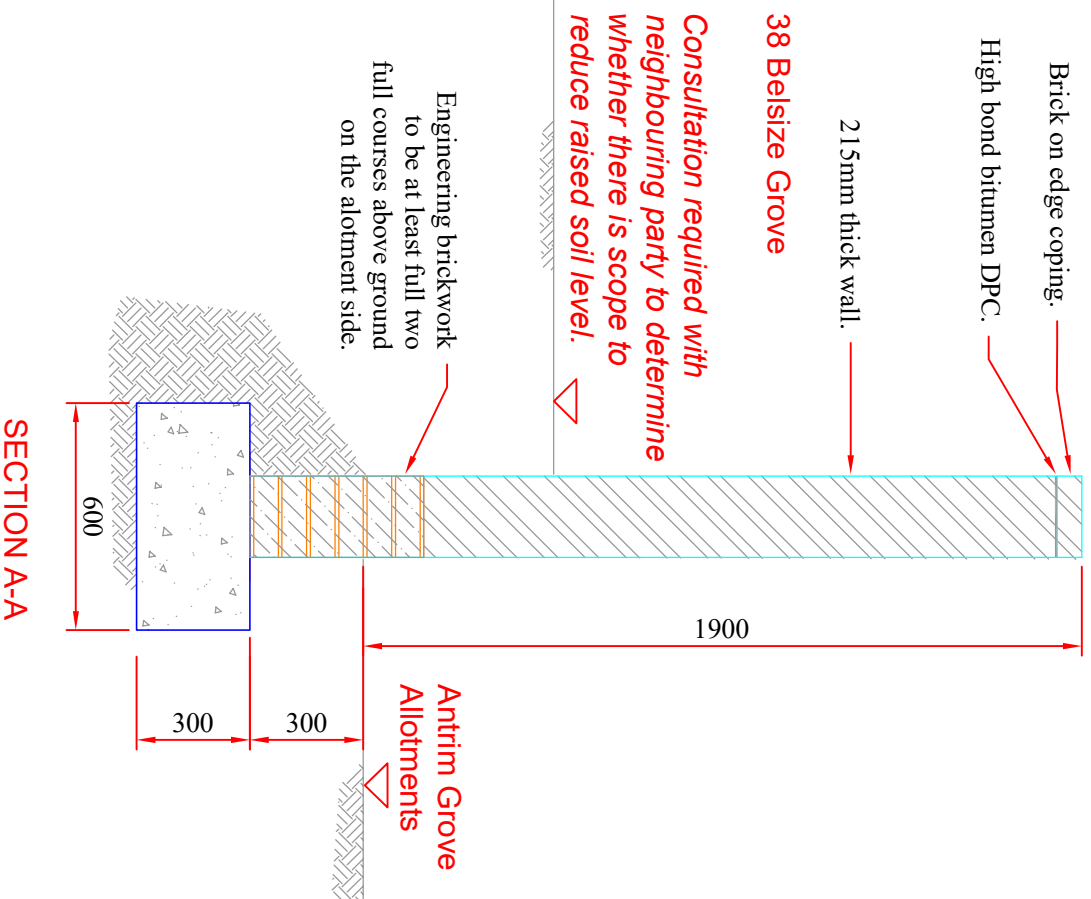 Brick on edge coping.
High bond bitumen DPC.
215mm thick wall.
38 Belsize Grove
Consultation required with
neighbouring party to determine
whether there is scope to
reduce raised soil level.
Engineering brickwork
to be at least full two
full courses above ground
on the alotment side.
1900
Antrim Grove
Allotments
300
300
600
SECTION A-A